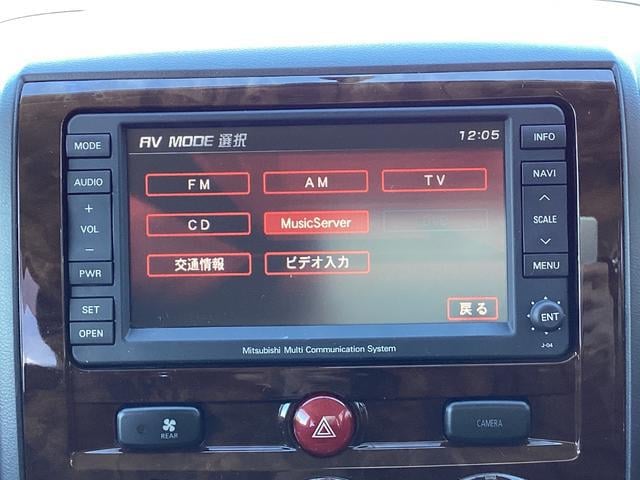 AV MODE 選択
12:05
FM
AM
TV
CD
MusicServer
交通情報
ビデオ入力
戻る
MODE
AUDIO
+
VOL
−
PWR
SET
OPEN
INFO
NAVI
SCALE
MENU
ENT
J-04
Mitsubishi Multi Communication System
REAR
CAMERA